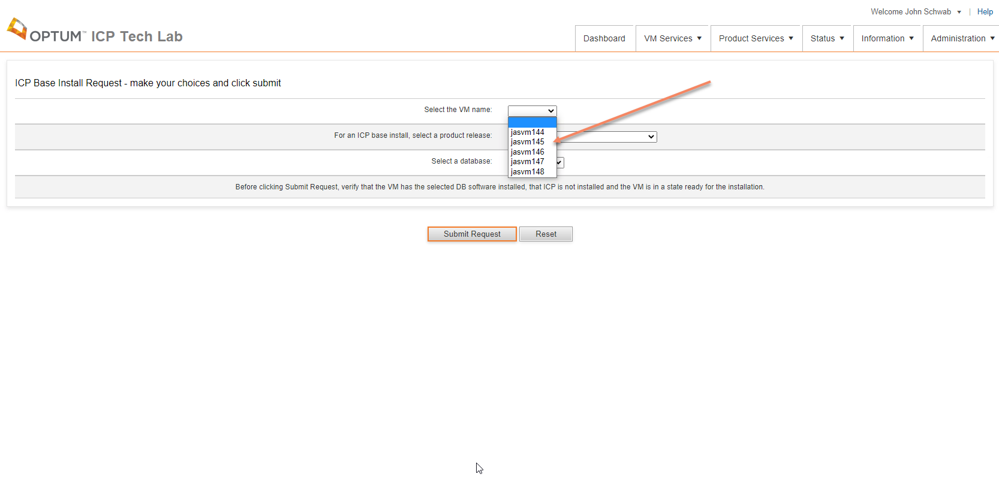 Welcome John Schwab | Help
OPTUM™ ICP Tech Lab
Dashboard VM Services Product Services Status Information Administration
ICP Base Install Request - make your choices and click submit
Select the VM name:
jasvm144
For an ICP base install, select a product release:
jasvm145
jasvm146
Select a database:
jasvm147
jasvm148
Before clicking Submit Request, verify that the VM has the selected DB software installed, that ICP is not installed and the VM is in a state ready for the installation.
Submit Request Reset